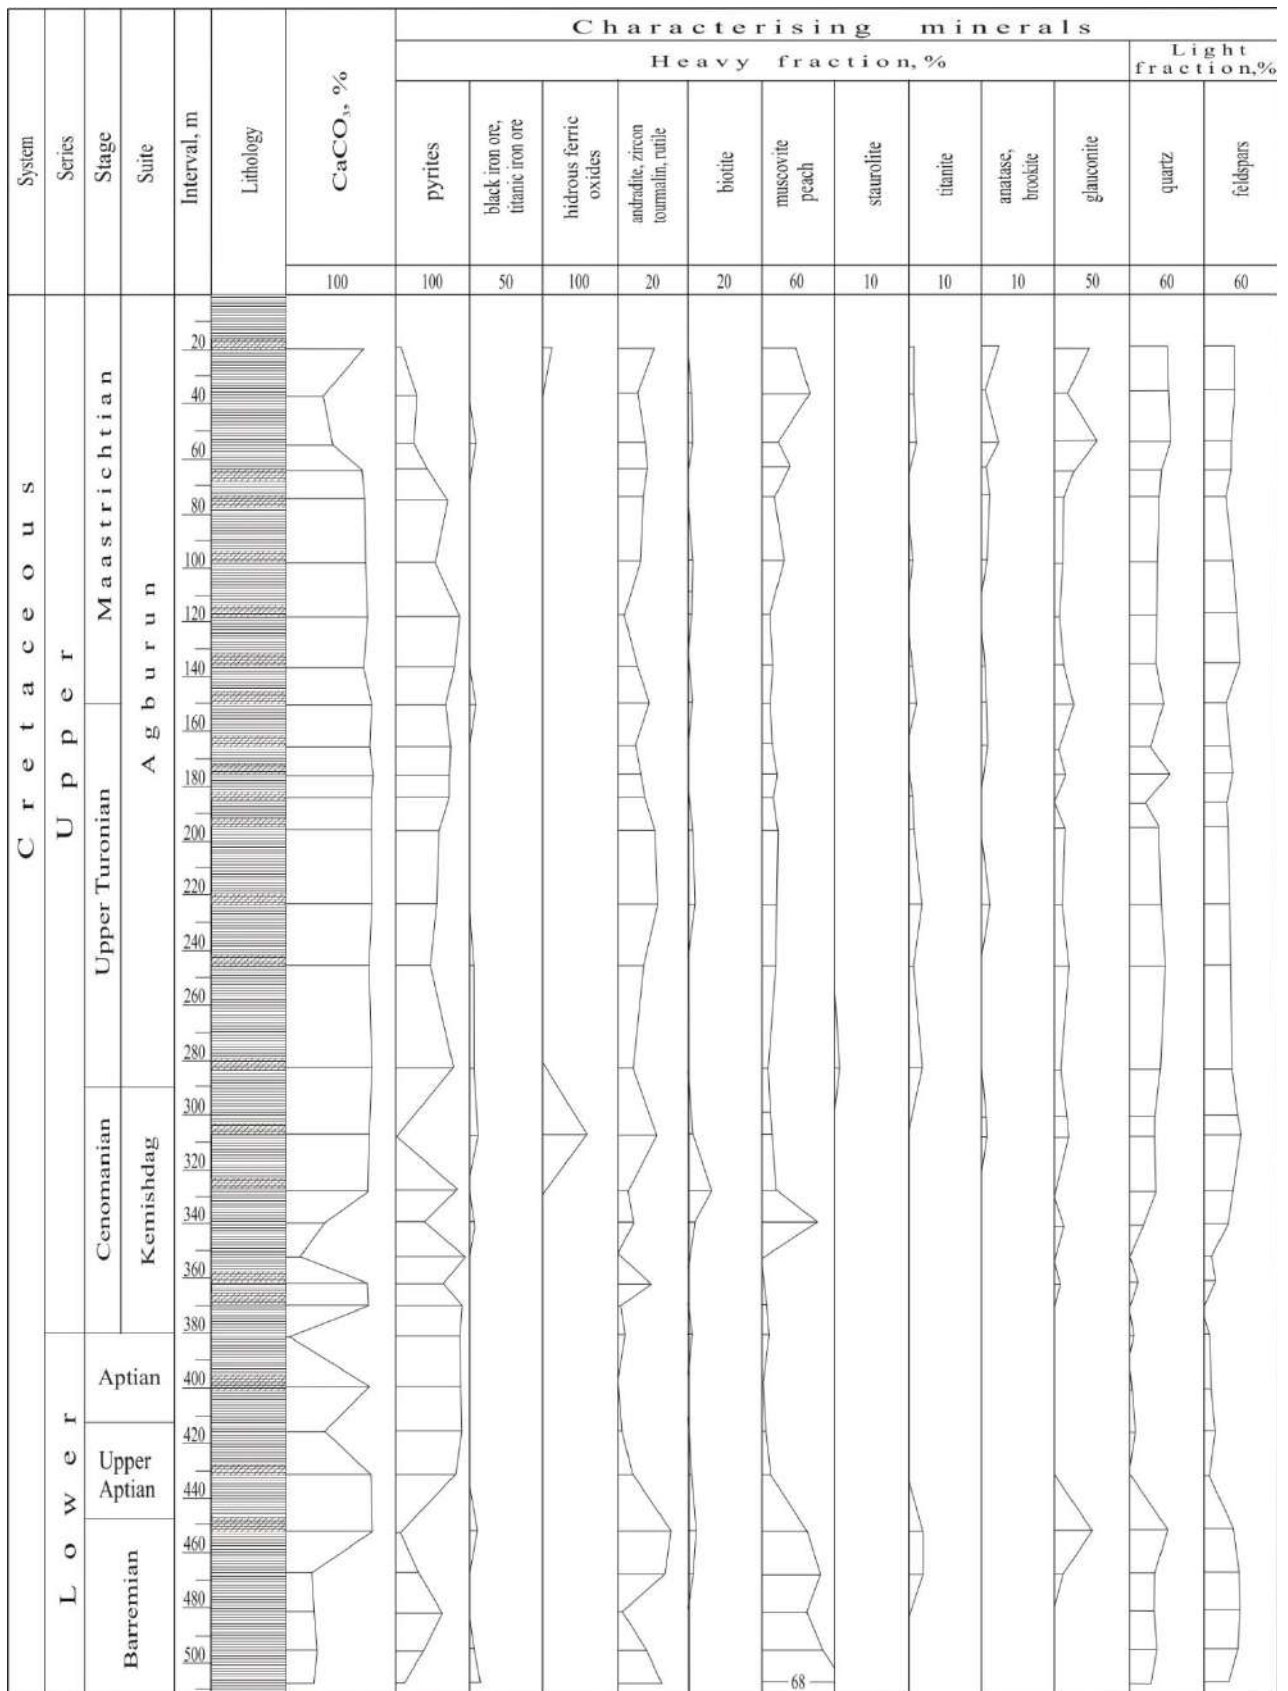 Characterising minerals
Heavy fraction, %
Light
fraction, %
System
Series
Stage
Suite
Interval, m
Lithology
CaCO₃, %
pyrites
black iron ore,
titanic iron ore
hidrous ferric
oxides
andradite, zircon
tourmalin, rutile
biotite
muscovite
peach
staurolite
titanite
anatase,
brookite
glauconite
quartz
feldspars
100
100
50
100
20
20
60
10
10
10
50
60
60
Cretaceous
Upper
Lower
Maastrichtian
Upper Turonian
Cenomanian
Aptian
Upper
Aptian
Barremian
Agburun
Kemishdag
20
40
60
80
100
120
140
160
180
200
220
240
260
280
300
320
340
360
380
400
420
440
460
480
500
68